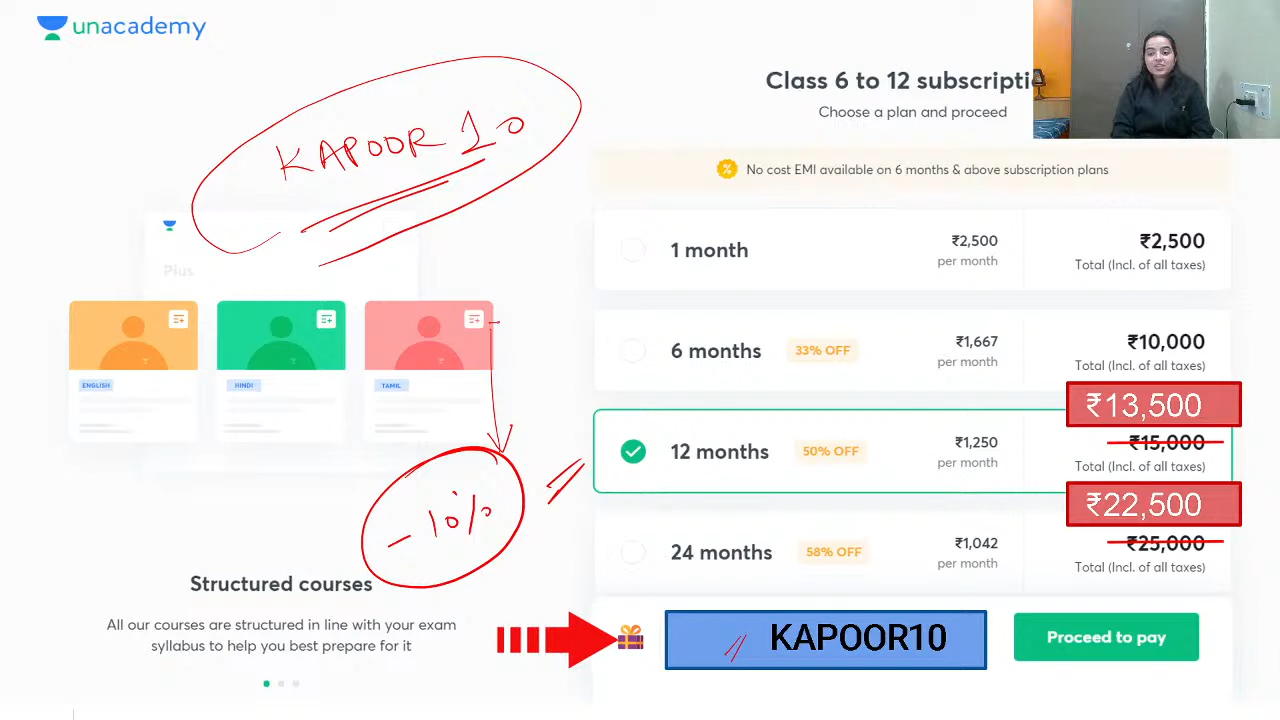 unacademy
KAPOOR 10
Plus
ENGLISH
HINDI
TAMIL
- 10%
=
Structured courses
All our courses are structured in line with your exam
syllabus to help you best prepare for it
Class 6 to 12 subscripti
Choose a plan and proceed
No cost EMI available on 6 months & above subscription plans
1 month ₹2,500 ₹2,500
per month Total (Incl. of all taxes)
6 months 33% OFF ₹1,667 ₹10,000
per month Total (Incl. of all taxes)
₹13,500
12 months 50% OFF ₹1,250 ₹15,000
per month Total (Incl. of all taxes)
₹22,500
24 months 58% OFF ₹1,042 ₹25,000
per month Total (Incl. of all taxes)
KAPOOR10 Proceed to pay